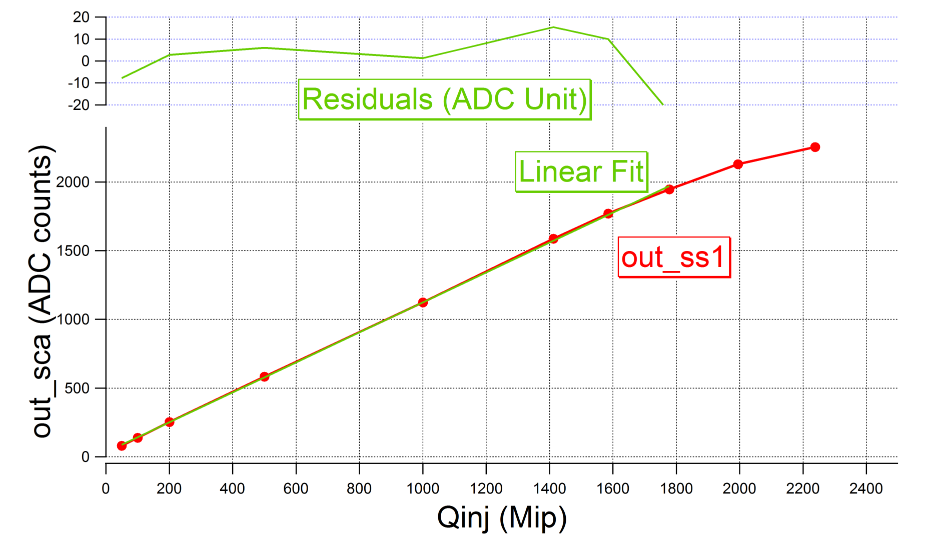 20
10
0
-10
-20
Residuals (ADC Unit)
Linear Fit
out_ss1
out_sca (ADC counts)
2000
1500
1000
500
0
0 200 400 600 800 1000 1200 1400 1600 1800 2000 2200 2400
Qinj (Mip)